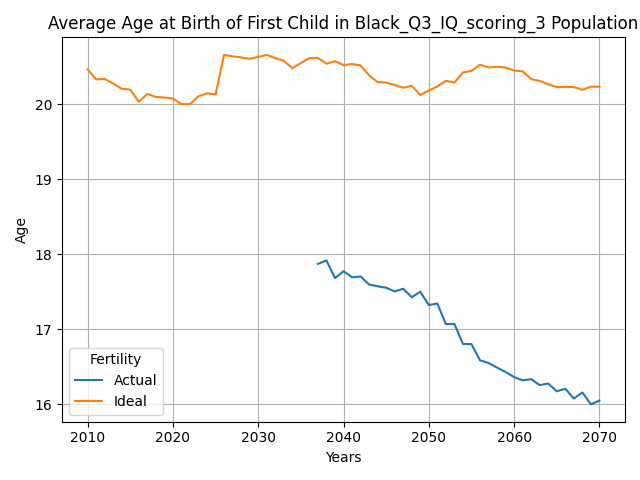 Average Age at Birth of First Child in Black_Q3_IQ_scoring_3 Population
Age
20
19
18
17
16
Fertility
Actual
Ideal
2010 2020 2030 2040 2050 2060 2070
Years